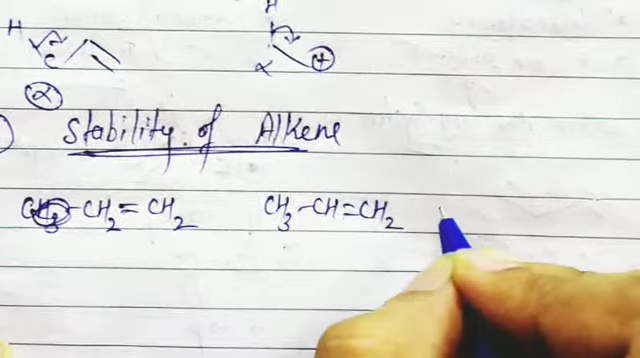 H H
C α +
α
Stability of Alkene
CH3-CH2=CH2 CH3-CH=CH2